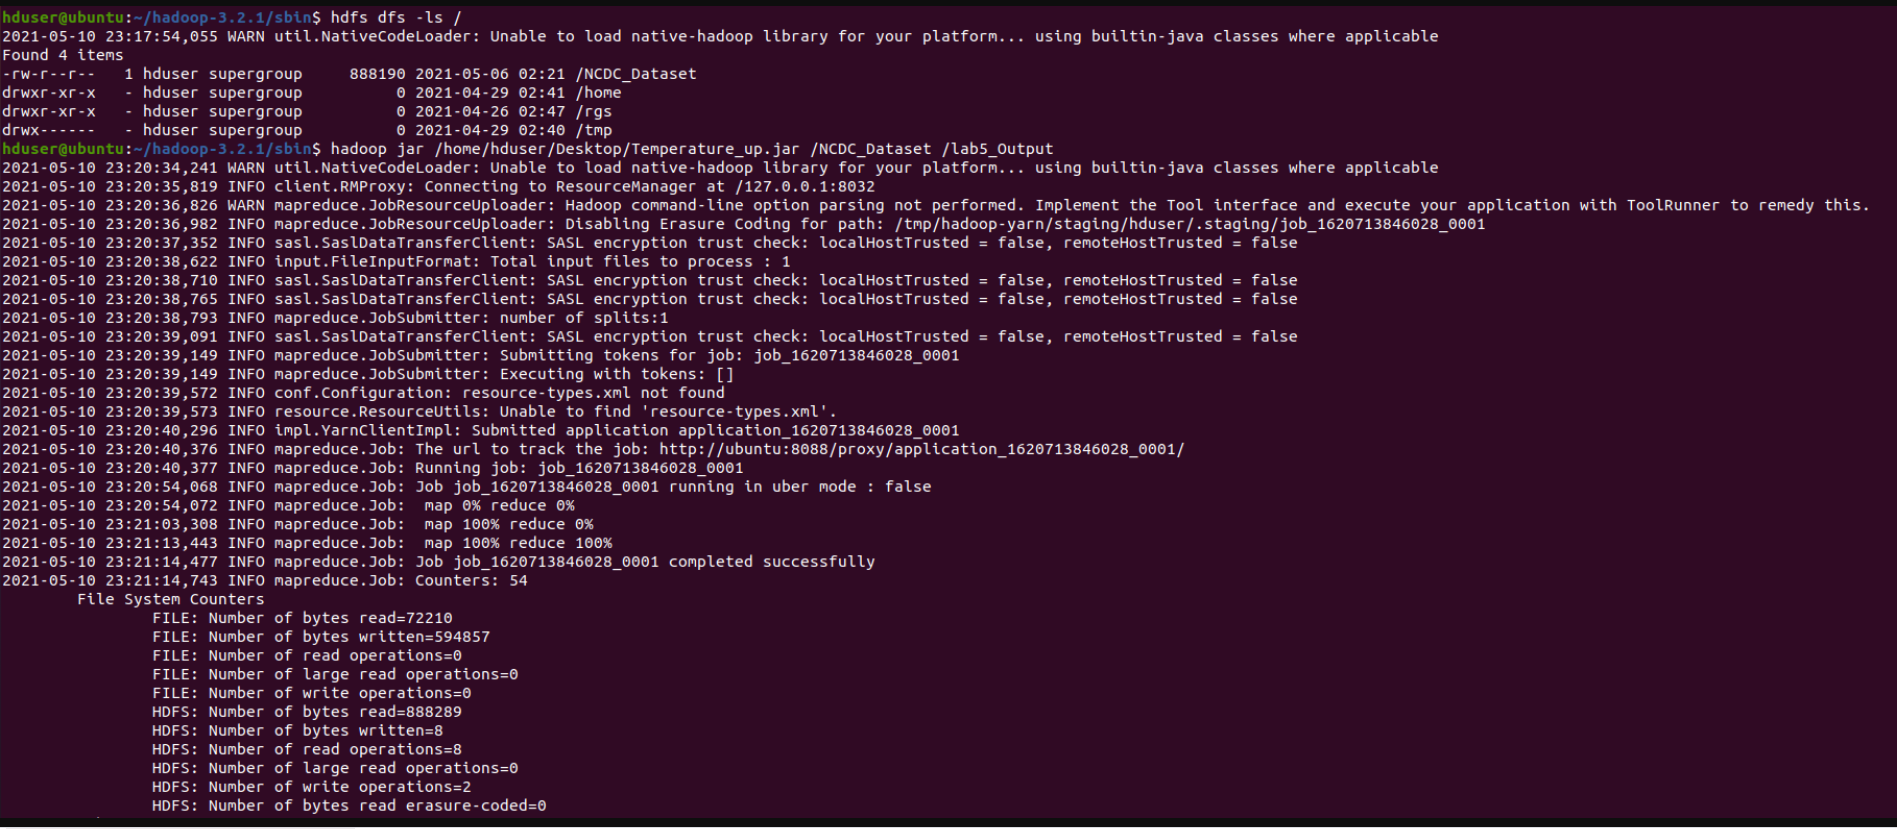 hduser@ubuntu:~/hadoop-3.2.1/sbin$ hdfs dfs -ls /
2021-05-10 23:17:54,055 WARN util.NativeCodeLoader: Unable to load native-hadoop library for your platform... using builtin-java classes where applicable
Found 4 items
-rw-r--r--   1 hduser supergroup     888190 2021-05-06 02:21 /NCDC_Dataset
drwxr-xr-x   - hduser supergroup          0 2021-04-29 02:41 /home
drwxr-xr-x   - hduser supergroup          0 2021-04-26 02:47 /rgs
drwx------   - hduser supergroup          0 2021-04-29 02:40 /tmp
hduser@ubuntu:~/hadoop-3.2.1/sbin$ hadoop jar /home/hduser/Desktop/Temperature_up.jar /NCDC_Dataset /lab5_Output
2021-05-10 23:20:34,241 WARN util.NativeCodeLoader: Unable to load native-hadoop library for your platform... using builtin-java classes where applicable
2021-05-10 23:20:35,819 INFO client.RMProxy: Connecting to ResourceManager at /127.0.0.1:8032
2021-05-10 23:20:36,826 WARN mapreduce.JobResourceUploader: Hadoop command-line option parsing not performed. Implement the Tool interface and execute your application with ToolRunner to remedy this.
2021-05-10 23:20:36,982 INFO mapreduce.JobResourceUploader: Disabling Erasure Coding for path: /tmp/hadoop-yarn/staging/hduser/.staging/job_1620713846028_0001
2021-05-10 23:20:37,352 INFO sasl.SaslDataTransferClient: SASL encryption trust check: localHostTrusted = false, remoteHostTrusted = false
2021-05-10 23:20:38,622 INFO input.FileInputFormat: Total input files to process : 1
2021-05-10 23:20:38,710 INFO sasl.SaslDataTransferClient: SASL encryption trust check: localHostTrusted = false, remoteHostTrusted = false
2021-05-10 23:20:38,765 INFO sasl.SaslDataTransferClient: SASL encryption trust check: localHostTrusted = false, remoteHostTrusted = false
2021-05-10 23:20:38,793 INFO mapreduce.JobSubmitter: number of splits:1
2021-05-10 23:20:39,091 INFO sasl.SaslDataTransferClient: SASL encryption trust check: localHostTrusted = false, remoteHostTrusted = false
2021-05-10 23:20:39,149 INFO mapreduce.JobSubmitter: Submitting tokens for job: job_1620713846028_0001
2021-05-10 23:20:39,149 INFO mapreduce.JobSubmitter: Executing with tokens: []
2021-05-10 23:20:39,572 INFO conf.Configuration: resource-types.xml not found
2021-05-10 23:20:39,573 INFO resource.ResourceUtils: Unable to find 'resource-types.xml'.
2021-05-10 23:20:40,296 INFO impl.YarnClientImpl: Submitted application application_1620713846028_0001
2021-05-10 23:20:40,376 INFO mapreduce.Job: The url to track the job: http://ubuntu:8088/proxy/application_1620713846028_0001/
2021-05-10 23:20:40,377 INFO mapreduce.Job: Running job: job_1620713846028_0001
2021-05-10 23:20:54,068 INFO mapreduce.Job: Job job_1620713846028_0001 running in uber mode : false
2021-05-10 23:20:54,072 INFO mapreduce.Job:  map 0% reduce 0%
2021-05-10 23:21:03,308 INFO mapreduce.Job:  map 100% reduce 0%
2021-05-10 23:21:13,443 INFO mapreduce.Job:  map 100% reduce 100%
2021-05-10 23:21:14,477 INFO mapreduce.Job: Job job_1620713846028_0001 completed successfully
2021-05-10 23:21:14,743 INFO mapreduce.Job: Counters: 54
        File System Counters
                FILE: Number of bytes read=72210
                FILE: Number of bytes written=594857
                FILE: Number of read operations=0
                FILE: Number of large read operations=0
                FILE: Number of write operations=0
                HDFS: Number of bytes read=888289
                HDFS: Number of bytes written=8
                HDFS: Number of read operations=8
                HDFS: Number of large read operations=0
                HDFS: Number of write operations=2
                HDFS: Number of bytes read erasure-coded=0